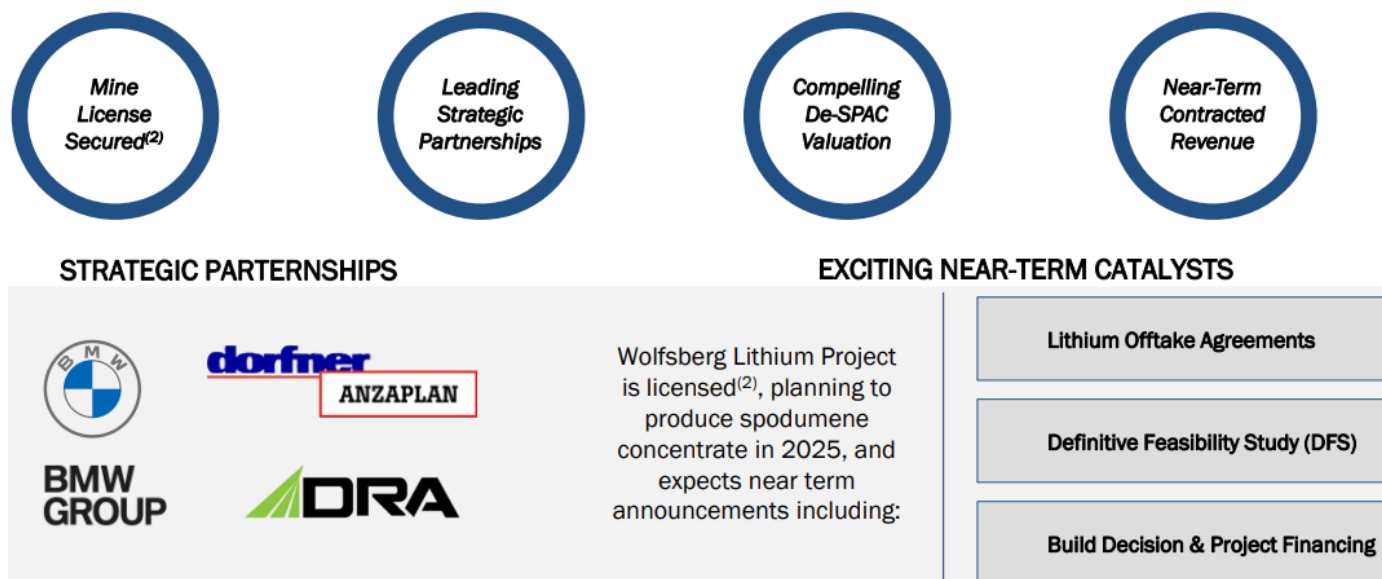 Mine
License
Secured(2)
Leading
Strategic
Partnerships
Compelling
De-SPAC
Valuation
Near-Term
Contracted
Revenue
STRATEGIC PARTERNSHIPS
EXCITING NEAR-TERM CATALYSTS
BMW
BMW
GROUP
dorfner
ANZAPLAN
DRA
Wolfsberg Lithium Project
is licensed(2), planning to
produce spodumene
concentrate in 2025, and
expects near term
announcements including:
Lithium Offtake Agreements
Definitive Feasibility Study (DFS)
Build Decision & Project Financing